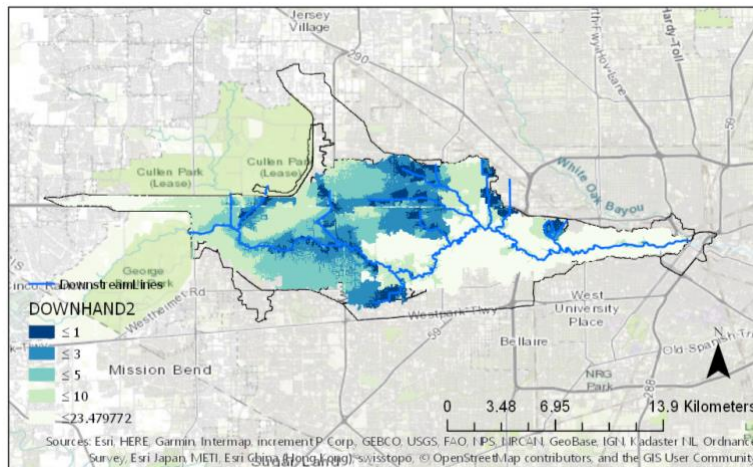 Jersey
Village
290
Hardy-Toll
59
Cullen Park
(Lease)
Cullen Park
(Lease)
White Oak
Bayou
George
DownstreamLines
Westheimer Rd
DOWNHAND2
≤ 1
≤ 3
≤ 5
≤ 10
≤23.479772
Westpark Tlwy
West
University
Place
Bellaire
59
Mission Bend
NRG
Park
288
N
0 3.48 6.95 13.9 Kilometers
Sources: Esri, HERE, Garmin, Intermap, increment P Corp., GEBCO, USGS, FAO, NPS, NRCAN, GeoBase, IGN, Kadaster NL, Ordnance
Survey, Esri Japan, METI, Esri China (Hong Kong), swisstopo, © OpenStreetMap contributors, and the GIS User Community